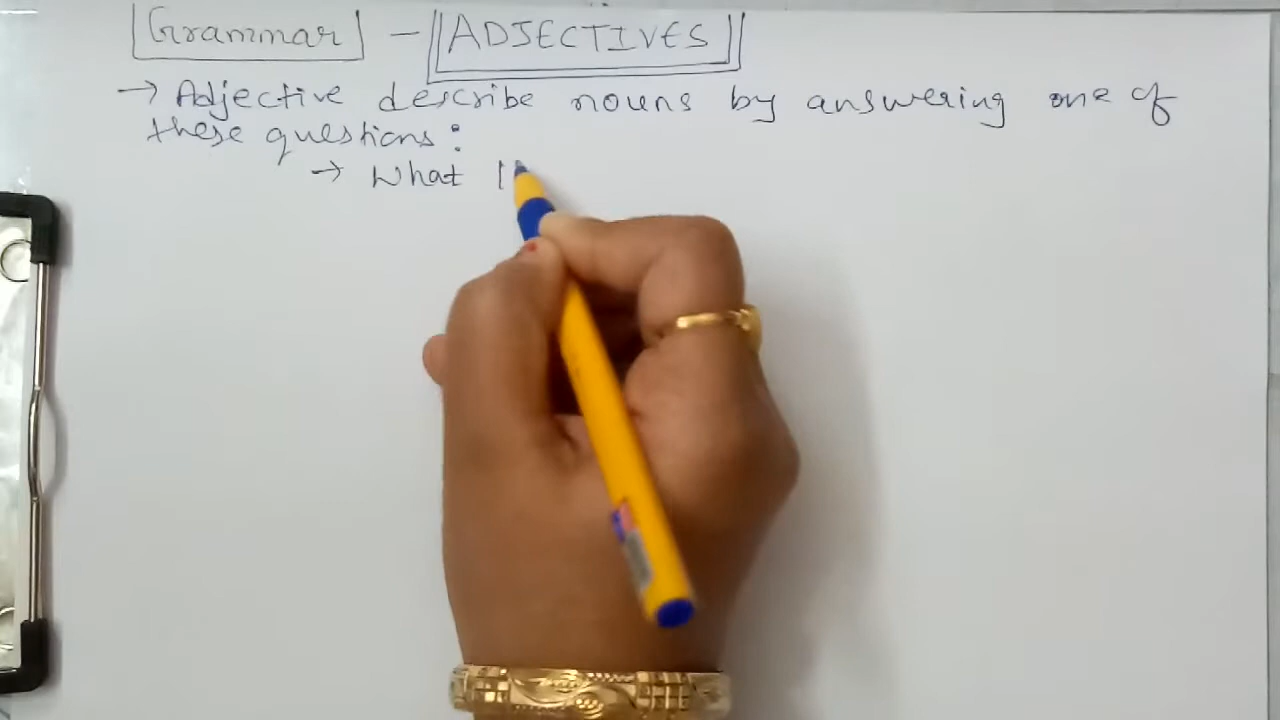 Grammar - ADJECTIVES
→ Adjective describe nouns by answering one of
these questions:
→ What